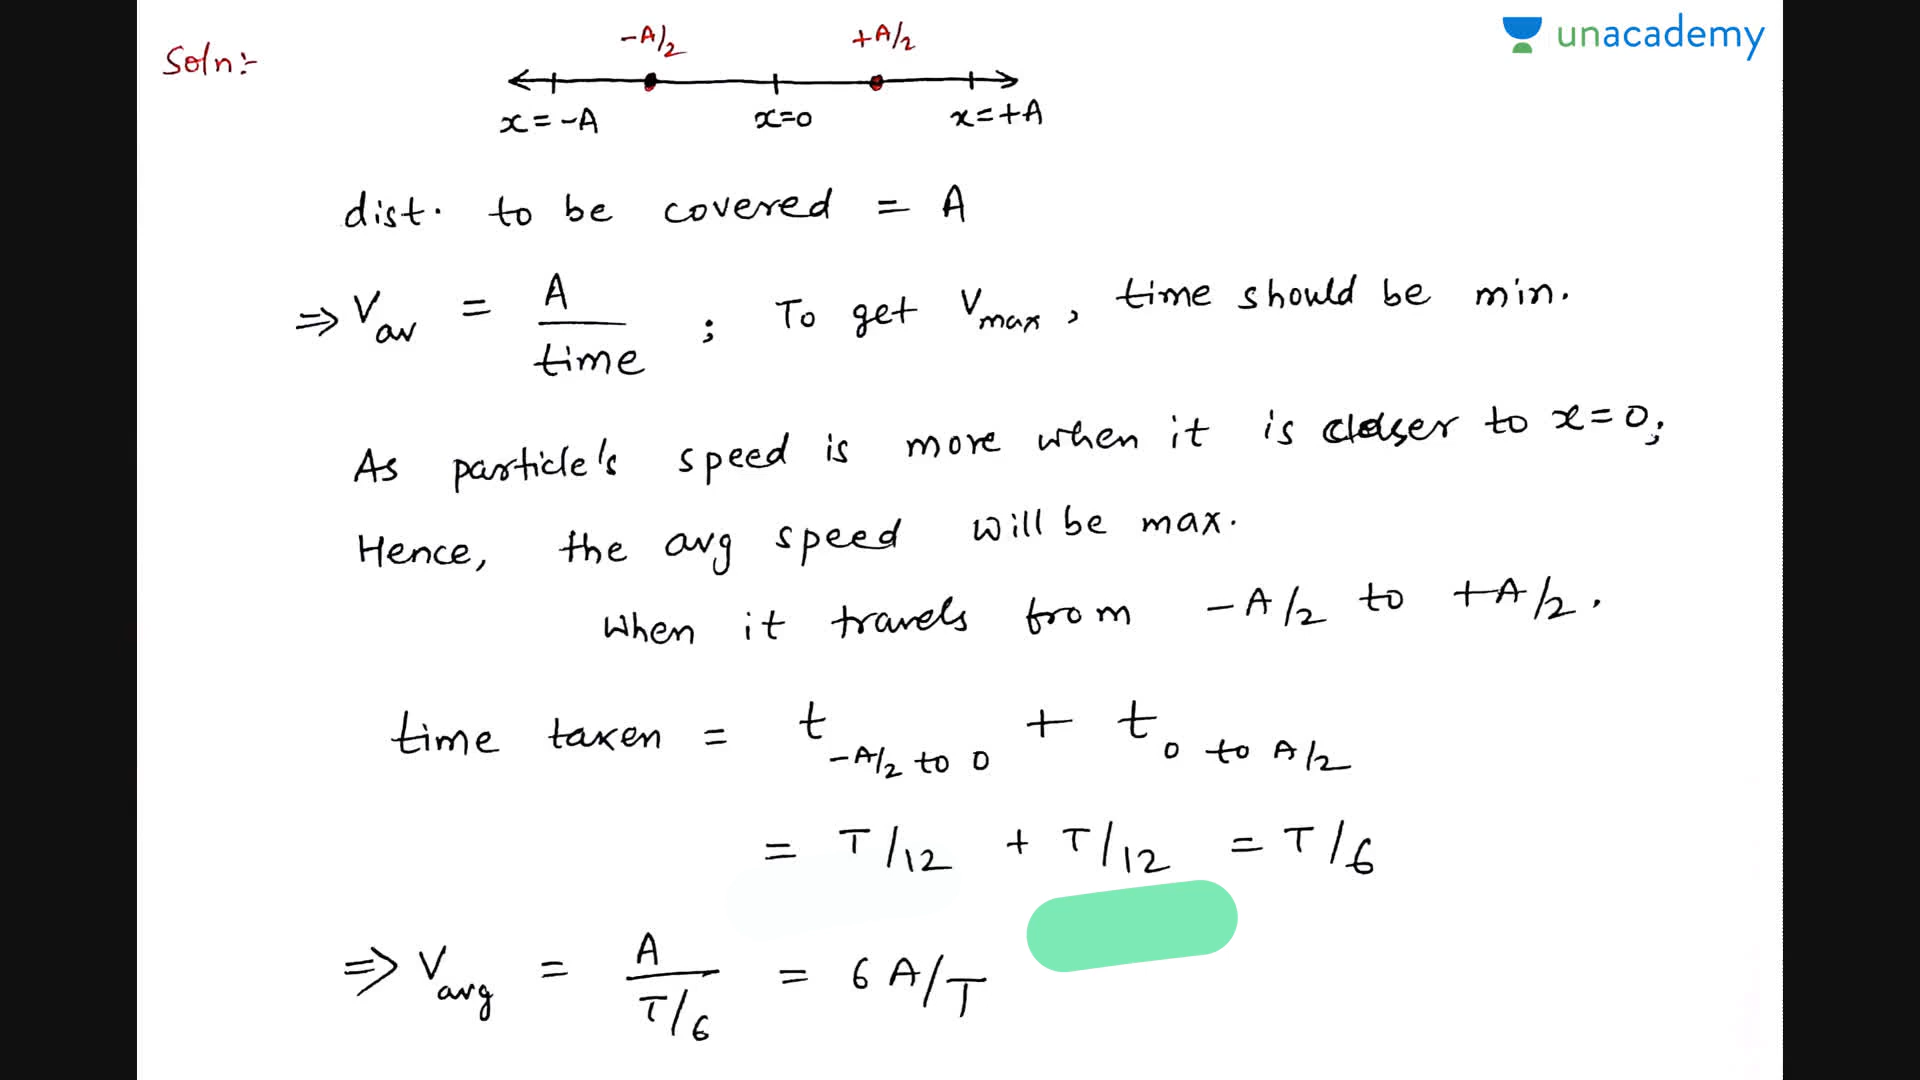 unacademy
Soln:-
-A/2 +A/2
x=-A x=0 x=+A
dist. to be covered = A
⇒ Vav = A/time ; To get Vmax, time should be min.
As particle's speed is more when it is closer to x=0;
Hence, the avg speed will be max.
when it travels from -A/2 to +A/2.
time taken = t -A/2 to 0 + t 0 to A/2
= T/12 + T/12 = T/6
⇒ Vavg = A/(T/6) = 6A/T